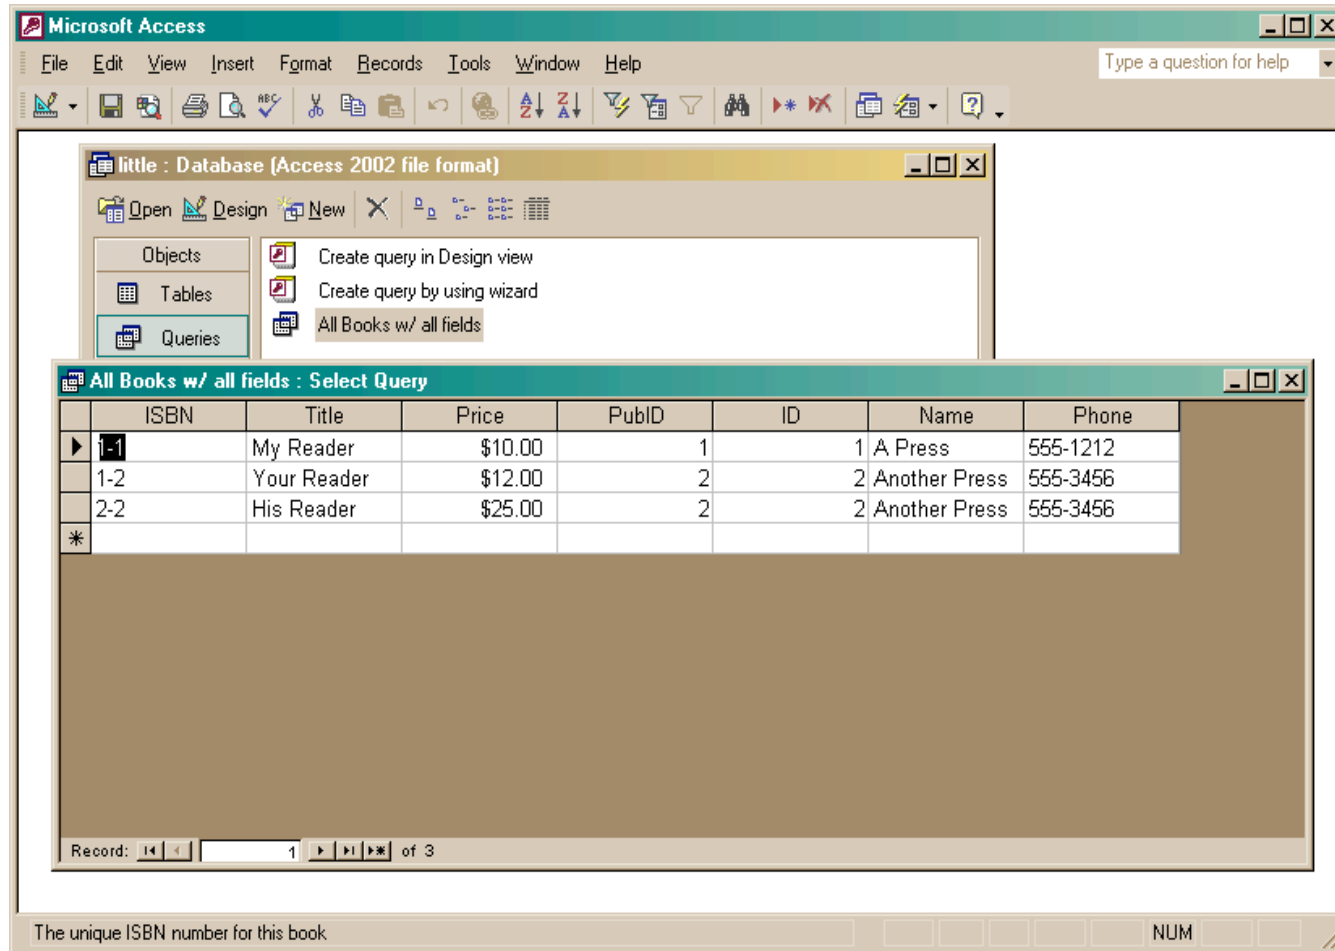 Microsoft Access
File Edit View Insert Format Records Tools Window Help Type a question for help
little : Database (Access 2002 file format)
Open Design New
Objects
Create query in Design view
Tables
Create query by using wizard
Queries
All Books w/ all fields
All Books w/ all fields : Select Query
ISBN Title Price PubID ID Name Phone
1-1 My Reader $10.00 1 1 A Press 555-1212
1-2 Your Reader $12.00 2 2 Another Press 555-3456
2-2 His Reader $25.00 2 2 Another Press 555-3456
Record: 1 of 3
The unique ISBN number for this book NUM